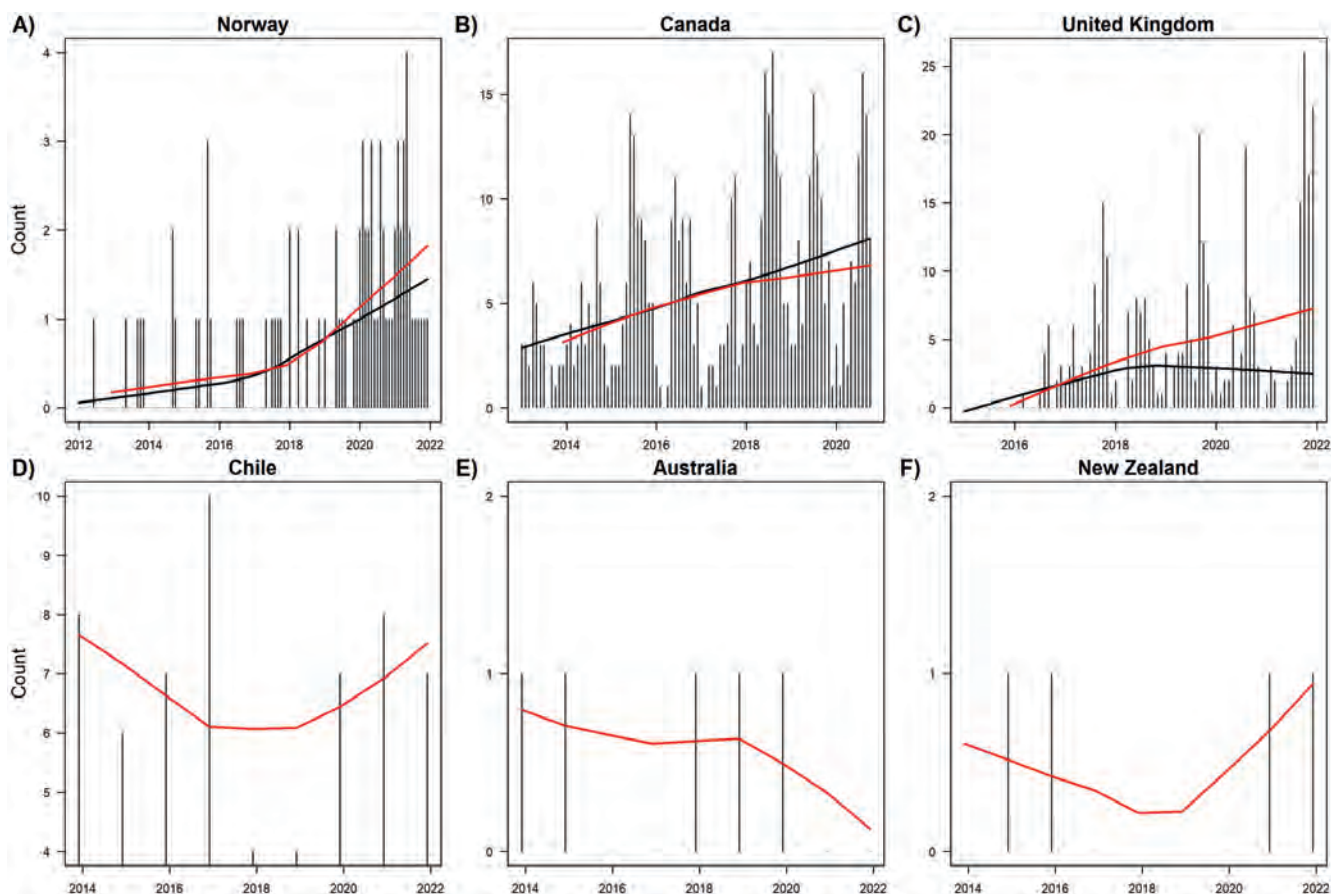 A) Norway
B) Canada
C) United Kingdom
Count
4
3
2
1
0
2012 2014 2016 2018 2020 2022
15
10
5
0
2014 2016 2018 2020
25
20
15
10
5
0
2016 2018 2020 2022
D) Chile
E) Australia
F) New Zealand
Count
10
9
8
7
6
5
4
2014 2016 2018 2020 2022
2
1
0
2014 2016 2018 2020 2022
2
1
0
2014 2016 2018 2020 2022